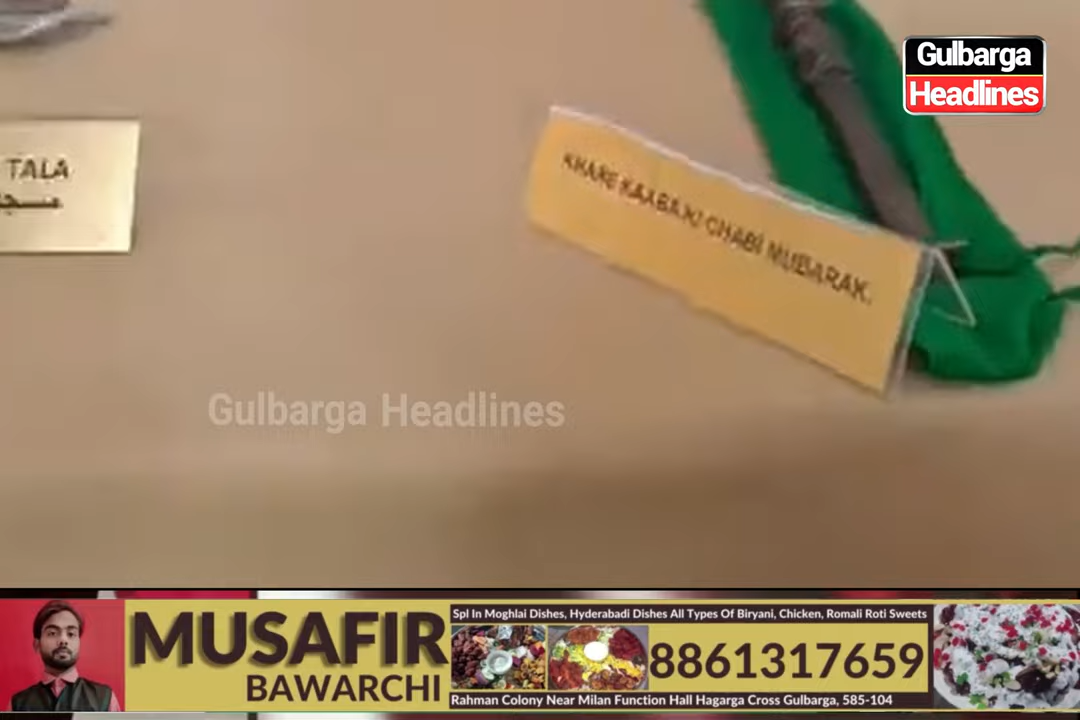 Gulbarga
Headlines
TALA
KHANE KAABA KI CHABI MUBARAK.
Gulbarga Headlines
MUSAFIR
BAWARCHI
Spl In Moghlai Dishes, Hyderabadi Dishes All Types Of Biryani, Chicken, Romali Roti Sweets
8861317659
Rahman Colony Near Milan Function Hall Hagarga Cross Gulbarga, 585-104